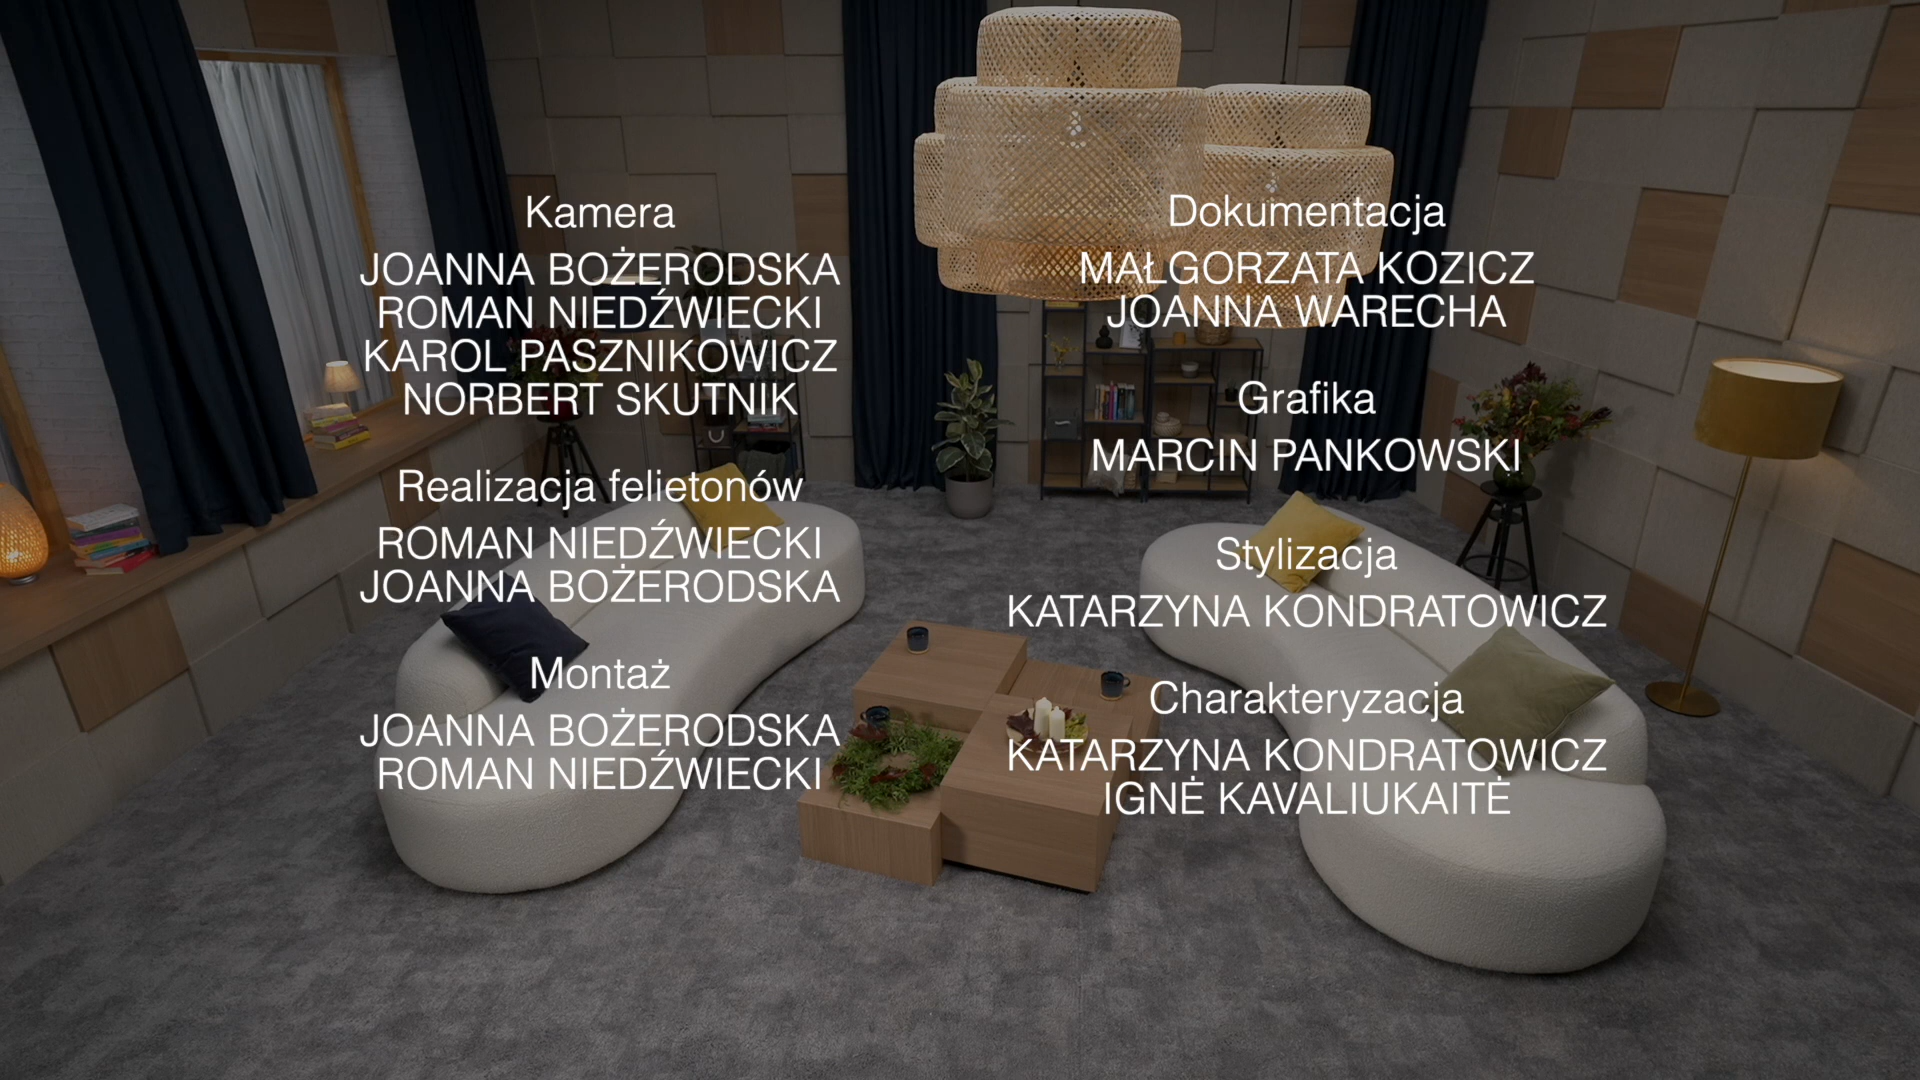 Kamera
JOANNA BOŻERODSKA
ROMAN NIEDŹWIECKI
KAROL PASZNIKOWICZ
NORBERT SKUTNIK
Realizacja felietonów
ROMAN NIEDŹWIECKI
JOANNA BOŻERODSKA
Montaż
JOANNA BOŻERODSKA
ROMAN NIEDŹWIECKI
Dokumentacja
MAŁGORZATA KOZICZ
JOANNA WARECHA
Grafika
MARCIN PANKOWSKI
Stylizacja
KATARZYNA KONDRATOWICZ
Charakteryzacja
KATARZYNA KONDRATOWICZ
IGNĖ KAVALIUKAITĖ